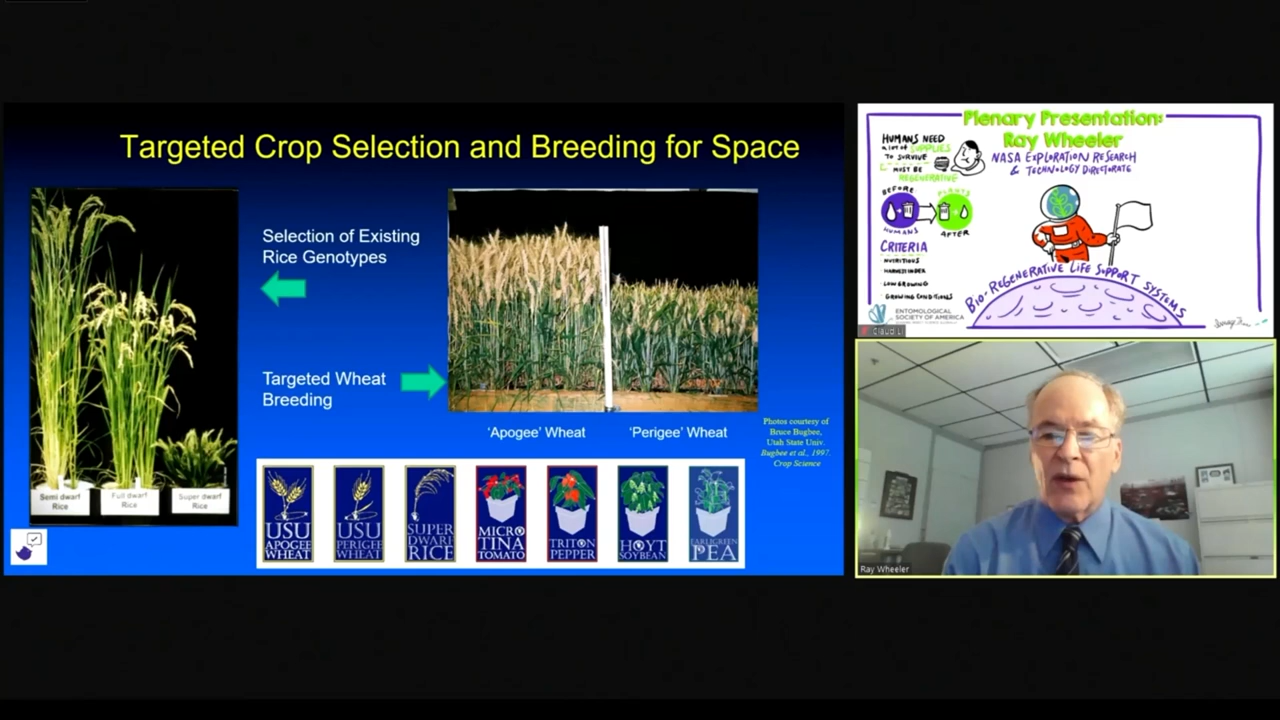 Targeted Crop Selection and Breeding for Space
Selection of Existing
Rice Genotypes
Targeted Wheat
Breeding
Semi dwarf
Rice
Full dwarf
Rice
Super dwarf
Rice
'Apogee' Wheat
'Perigee' Wheat
Photos courtesy of
Bruce Bugbee,
Utah State Univ.
Bugbee et al., 1997.
Crop Science
USU
APOGEE
WHEAT
USU
PERIGEE
WHEAT
SUPER
DWARF
RICE
MICRO
TINA
TOMATO
TRITON
PEPPER
HOYT
SOYBEAN
EARLIGREEN
PEA
Plenary Presentation:
Ray Wheeler
NASA EXPLORATION RESEARCH
& TECHNOLOGY DIRECTORATE
HUMANS NEED
A LOT OF SUPPLIES
TO SURVIVE
MUST BE
REGENERATIVE
BEFORE
HUMANS
PLANTS
AFTER
CRITERIA
NUTRITIOUS
HARVEST INDEX
LOW GROWING
GROWING CONDITIONS
BIO-REGENERATIVE LIFE SUPPORT SYSTEMS
ENTOMOLOGICAL
SOCIETY OF AMERICA
Ray Wheeler